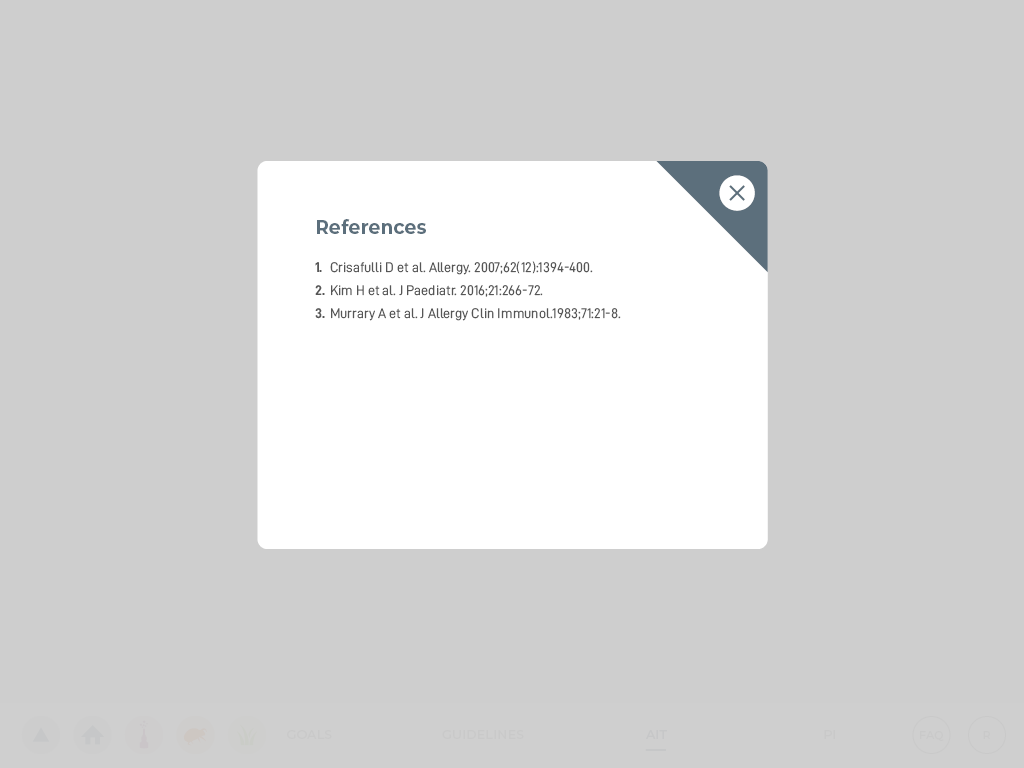 References
1. Crisafulli D et al. Allergy. 2007;62(12):1394-400.
2. Kim H et al. J Paediatr. 2016;21:266-72.
3. Murrary A et al. J Allergy Clin Immunol.1983;71:21-8.
GOALS GUIDELINES AIT PI FAQ